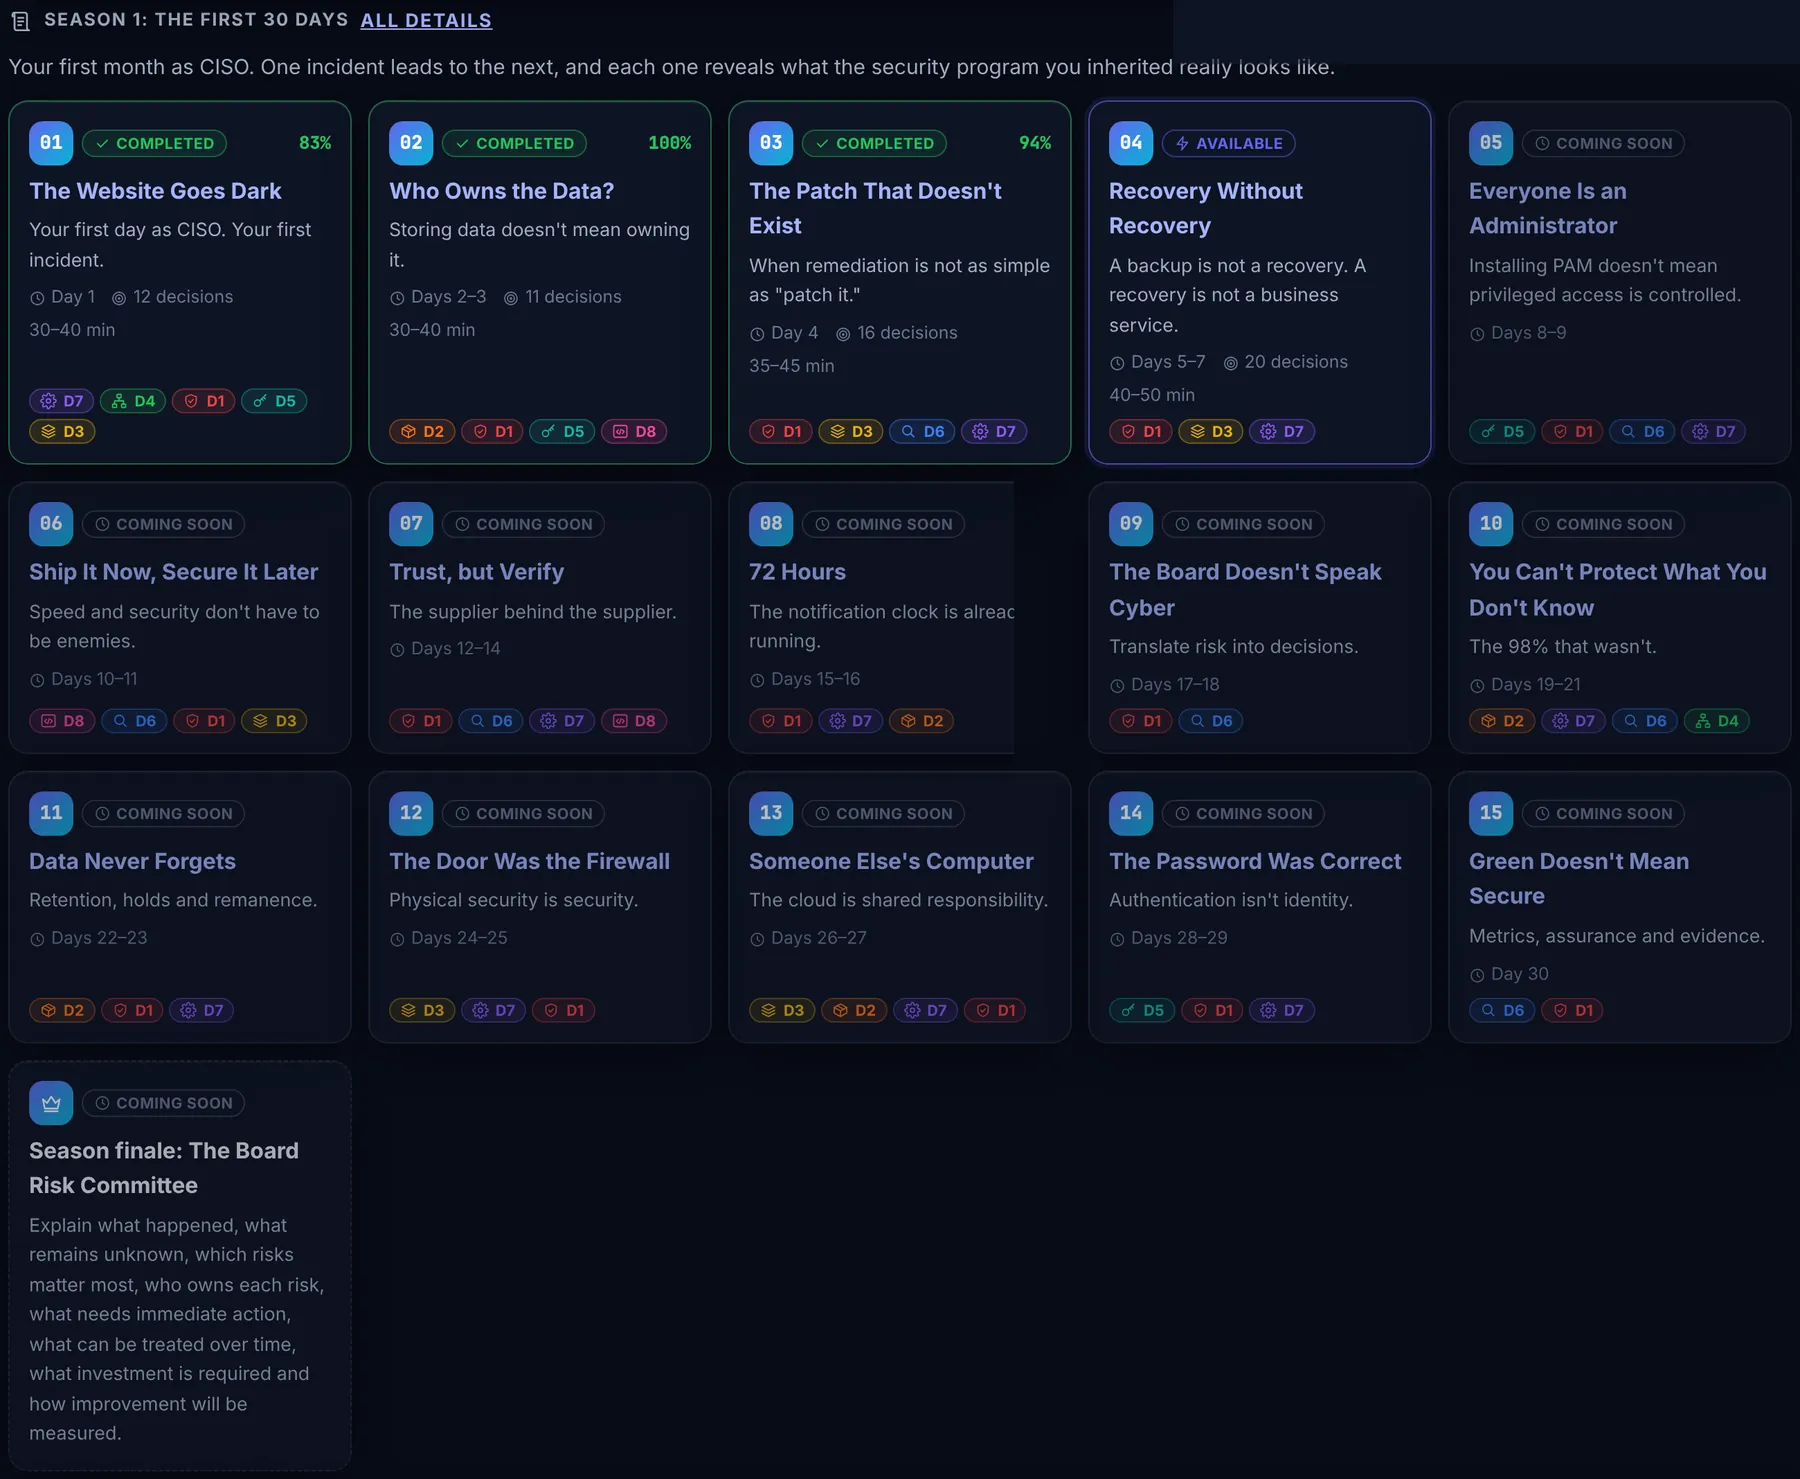 SEASON 1: THE FIRST 30 DAYS ALL DETAILS
Your first month as CISO. One incident leads to the next, and each one reveals what the security program you inherited really looks like.
01 COMPLETED 83%
The Website Goes Dark
Your first day as CISO. Your first
incident.
Day 1 12 decisions
30–40 min
D7 D4 D1 D5
D3
02 COMPLETED 100%
Who Owns the Data?
Storing data doesn't mean owning
it.
Days 2–3 11 decisions
30–40 min
D2 D1 D5 D8
03 COMPLETED 94%
The Patch That Doesn't
Exist
When remediation is not as simple
as "patch it."
Day 4 16 decisions
35–45 min
D1 D3 D6 D7
04 AVAILABLE
Recovery Without
Recovery
A backup is not a recovery. A
recovery is not a business
service.
Days 5–7 20 decisions
40–50 min
D1 D3 D7
05 COMING SOON
Everyone Is an
Administrator
Installing PAM doesn't mean
privileged access is controlled.
Days 8–9
D5 D1 D6 D7
06 COMING SOON
Ship It Now, Secure It Later
Speed and security don't have to
be enemies.
Days 10–11
D8 D6 D1 D3
07 COMING SOON
Trust, but Verify
The supplier behind the supplier.
Days 12–14
D1 D6 D7 D8
08 COMING SOON
72 Hours
The notification clock is
running.
Days 15–16
D1 D7 D2
09 COMING SOON
The Board Doesn't Speak
Cyber
Translate risk into decisions.
Days 17–18
D1 D6
10 COMING SOON
You Can't Protect What You
Don't Know
The 98% that wasn't.
Days 19–21
D2 D7 D6 D4
11 COMING SOON
Data Never Forgets
Retention, holds and remanence.
Days 22–23
D2 D1 D7
12 COMING SOON
The Door Was the Firewall
Physical security is security.
Days 24–25
D3 D7 D1
13 COMING SOON
Someone Else's Computer
The cloud is shared responsibility.
Days 26–27
D3 D2 D7 D1
14 COMING SOON
The Password Was Correct
Authentication isn't identity.
Days 28–29
D5 D1 D7
15 COMING SOON
Green Doesn't Mean
Secure
Metrics, assurance and evidence.
Day 30
D6 D1
COMING SOON
Season finale: The Board
Risk Committee
Explain what happened, what
remains unknown, which risks
matter most, who owns each risk,
what needs immediate action,
what can be treated over time,
what investment is required and
how improvement will be
measured.